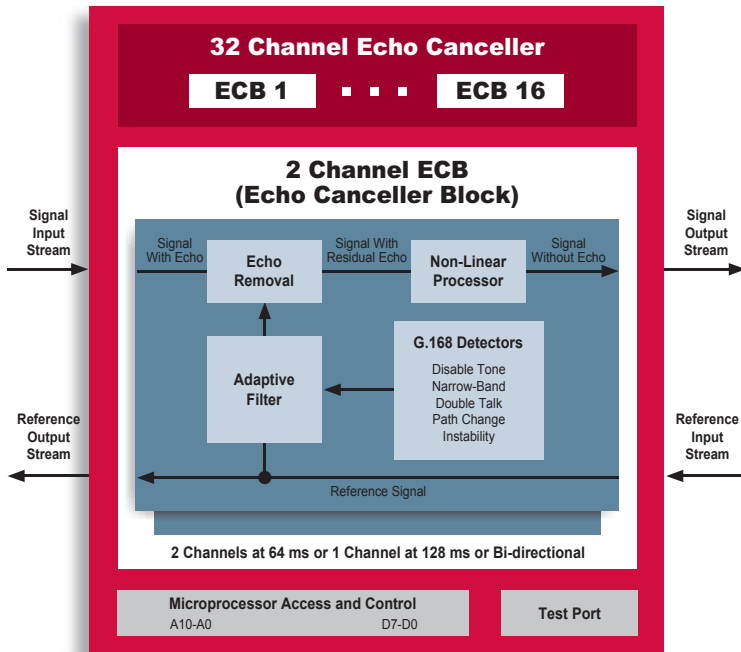 32 Channel Echo Canceller
ECB 1
ECB 16
2 Channel ECB
(Echo Canceller Block)
Signal
Input
Stream
Signal
With Echo
Echo
Removal
Signal With
Residual Echo
Non-Linear
Processor
Signal
Without Echo
Signal
Output
Stream
Adaptive
Filter
G.168 Detectors
Disable Tone
Narrow-Band
Double Talk
Path Change
Instability
Reference
Output
Stream
Reference
Input
Stream
Reference Signal
2 Channels at 64 ms or 1 Channel at 128 ms or Bi-directional
Microprocessor Access and Control
A10-A0
D7-D0
Test Port